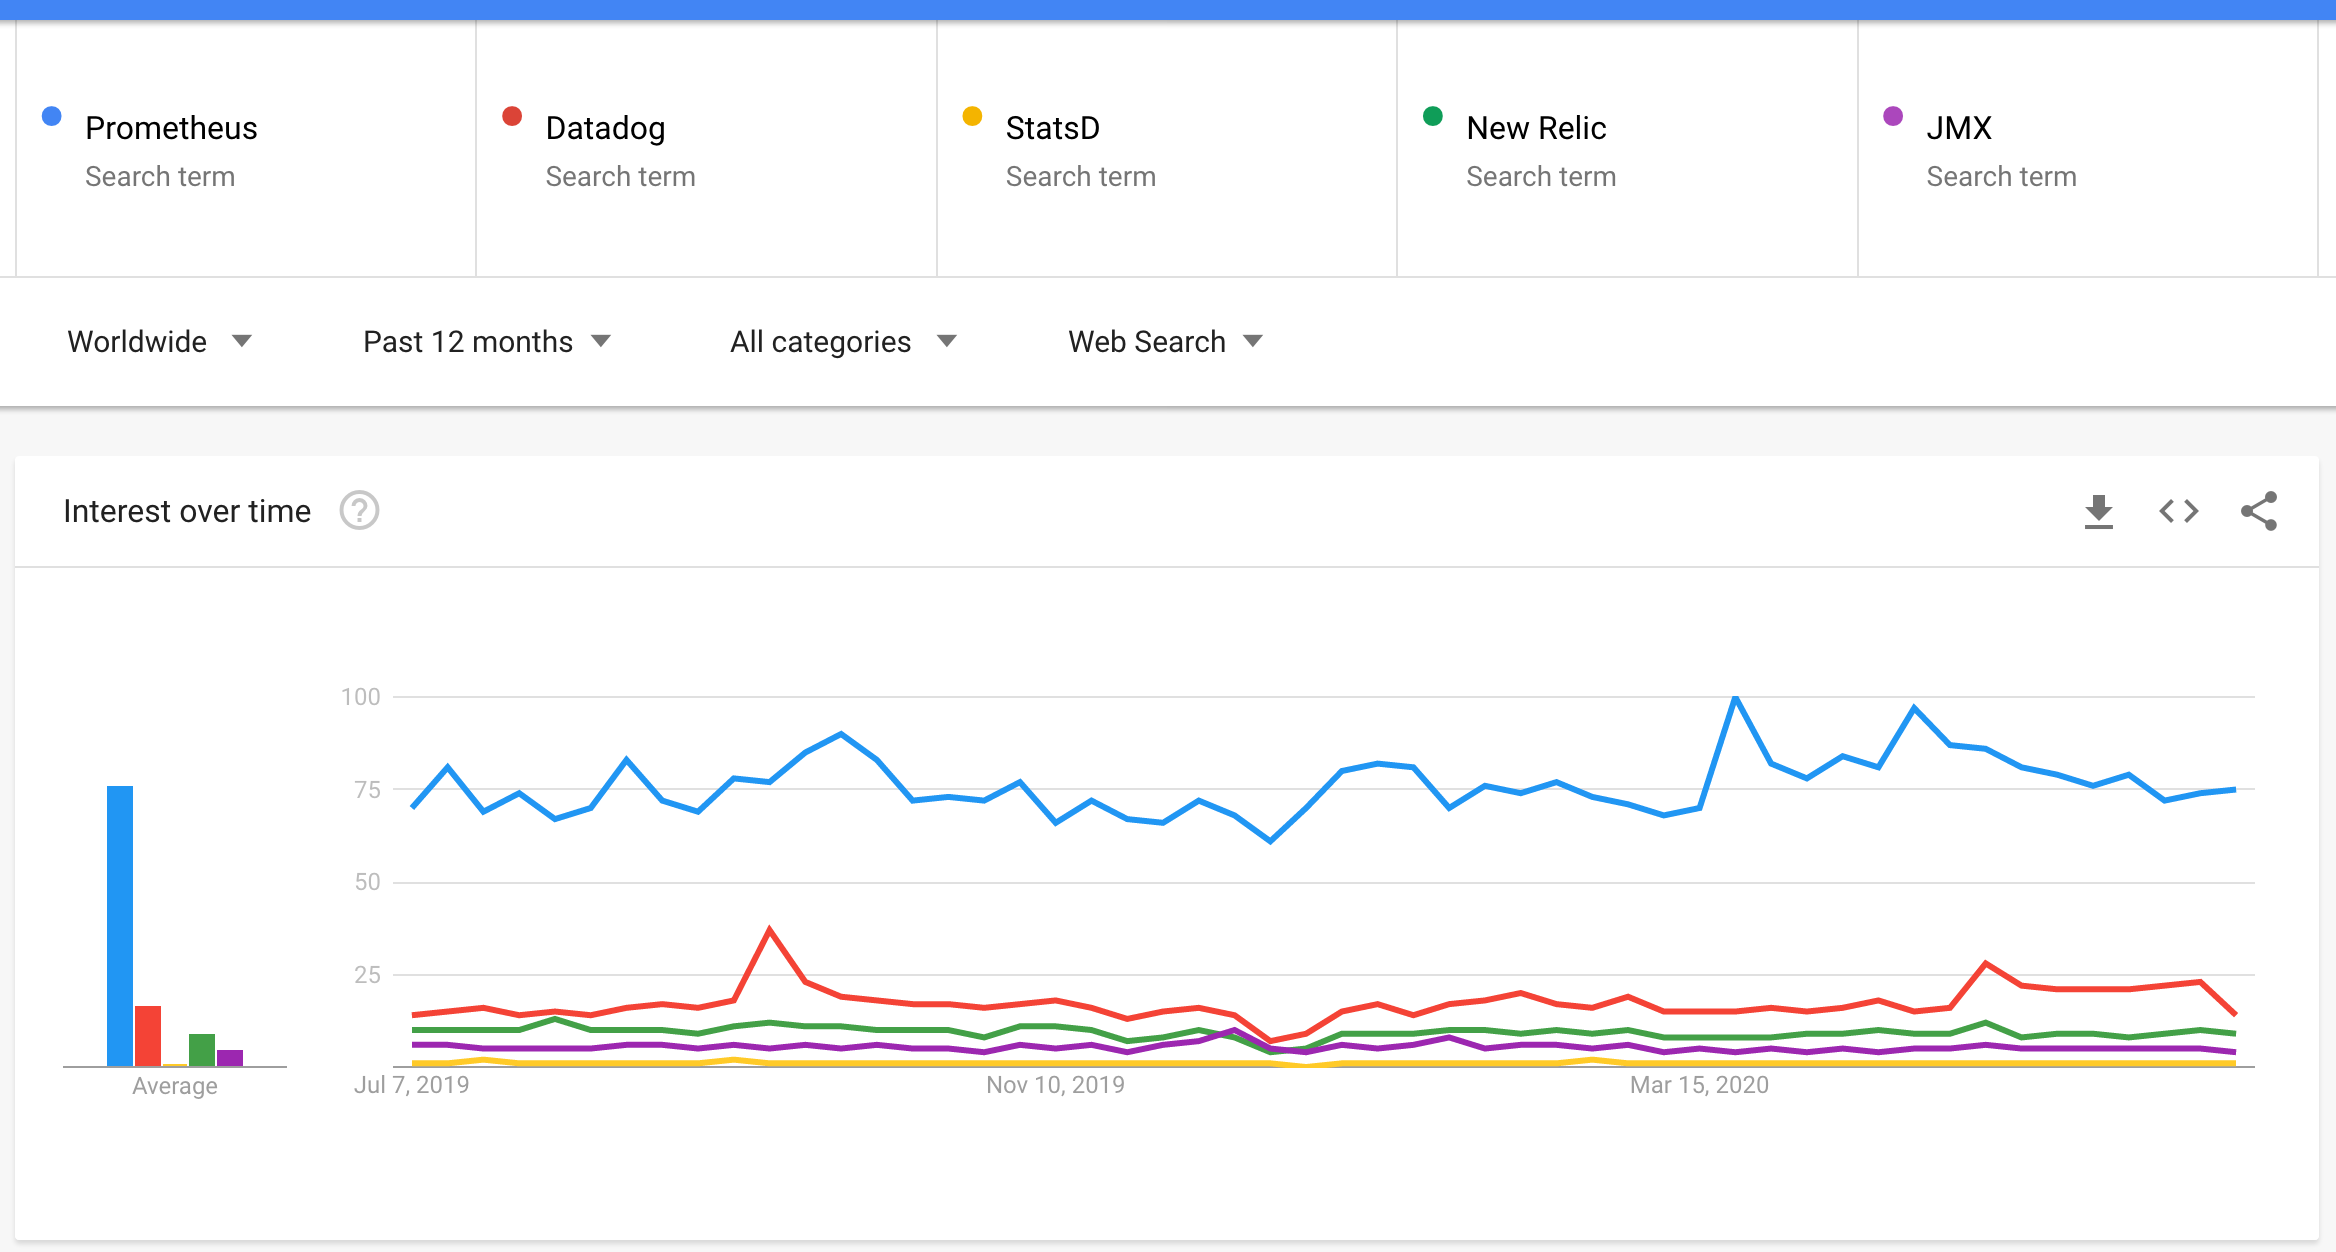 Prometheus
Search term
Datadog
Search term
StatsD
Search term
New Relic
Search term
JMX
Search term
Worldwide
Past 12 months
All categories
Web Search
Interest over time
?
100
75
50
25
Average
Jul 7, 2019
Nov 10, 2019
Mar 15, 2020